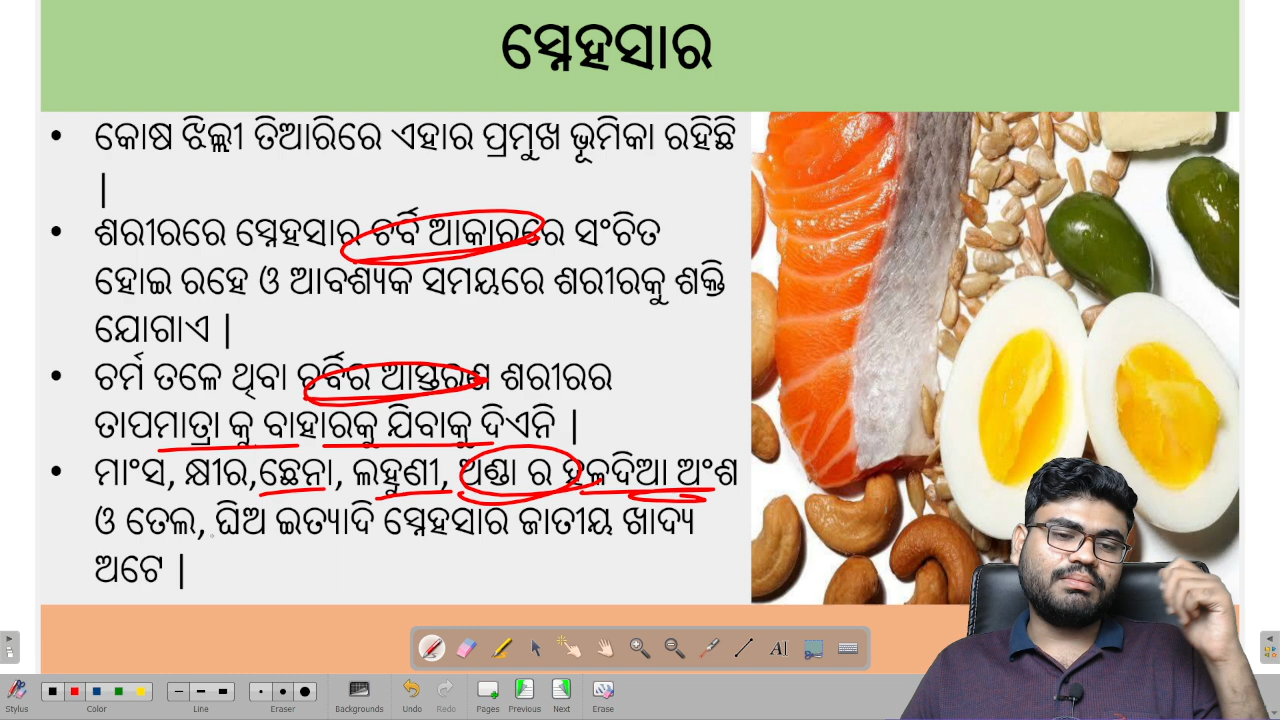 ସ୍ନେହସାର
• କୋଷ ଝିଲ୍ଲୀ ତିଆରିରେ ଏହାର ପ୍ରମୁଖ ଭୂମିକା ରହିଛି
|
• ଶରୀରରେ ସ୍ନେହସାର ଚର୍ବି ଆକାରରେ ସଂଚିତ
ହୋଇ ରହେ ଓ ଆବଶ୍ୟକ ସମୟରେ ଶରୀରକୁ ଶକ୍ତି
ଯୋଗାଏ |
• ଚର୍ମ ତଳେ ଥିବା ଚର୍ବିର ଆସ୍ତରଣ ଶରୀରର
ତାପମାତ୍ରା କୁ ବାହାରକୁ ଯିବାକୁ ଦିଏନି |
• ମାଂସ, କ୍ଷୀର,ଛେନା, ଲହୁଣୀ, ଅଣ୍ଡା ର ହଳଦିଆ ଅଂଶ
ଓ ତେଲ, ଘିଅ ଇତ୍ୟାଦି ସ୍ନେହସାର ଜାତୀୟ ଖାଦ୍ୟ
ଅଟେ |
Stylus Color Line Eraser Backgrounds Undo Redo Pages Previous Next Erase